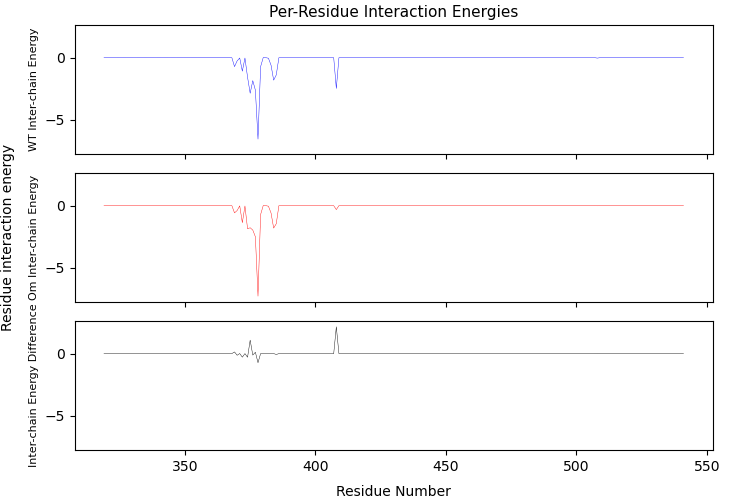 Per-Residue Interaction Energies
Residue interaction energy
WT Inter-chain Energy
0
−5
Om Inter-chain Energy
0
−5
Inter-chain Energy Difference
0
−5
350
400
450
500
550
Residue Number